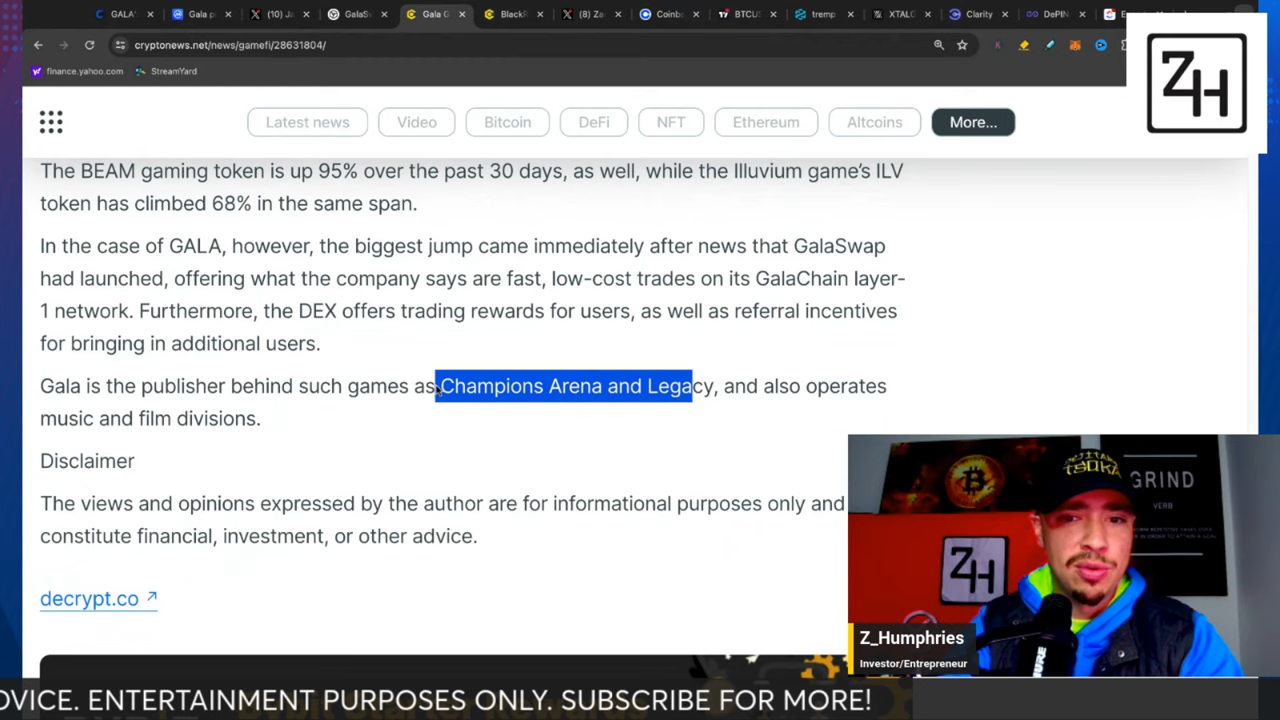 GALA'
Gala p
(10) Ja
GalaSw
Gala G
BlackR
(8) Za
Coinba
BTCUS
tremp
XTALG
Clarity
DePIN
cryptonews.net/news/gamefi/28631804/
finance.yahoo.com
StreamYard
ZH
Latest news
Video
Bitcoin
DeFi
NFT
Ethereum
Altcoins
More...
The BEAM gaming token is up 95% over the past 30 days, as well, while the Illuvium game's ILV
token has climbed 68% in the same span.
In the case of GALA, however, the biggest jump came immediately after news that GalaSwap
had launched, offering what the company says are fast, low-cost trades on its GalaChain layer-
1 network. Furthermore, the DEX offers trading rewards for users, as well as referral incentives
for bringing in additional users.
Gala is the publisher behind such games as Champions Arena and Legacy, and also operates
music and film divisions.
Disclaimer
The views and opinions expressed by the author are for informational purposes only and
constitute financial, investment, or other advice.
decrypt.co
GRIND
VERB
ZH
Z_Humphries
Investor/Entrepreneur
DVICE. ENTERTAINMENT PURPOSES ONLY. SUBSCRIBE FOR MORE!